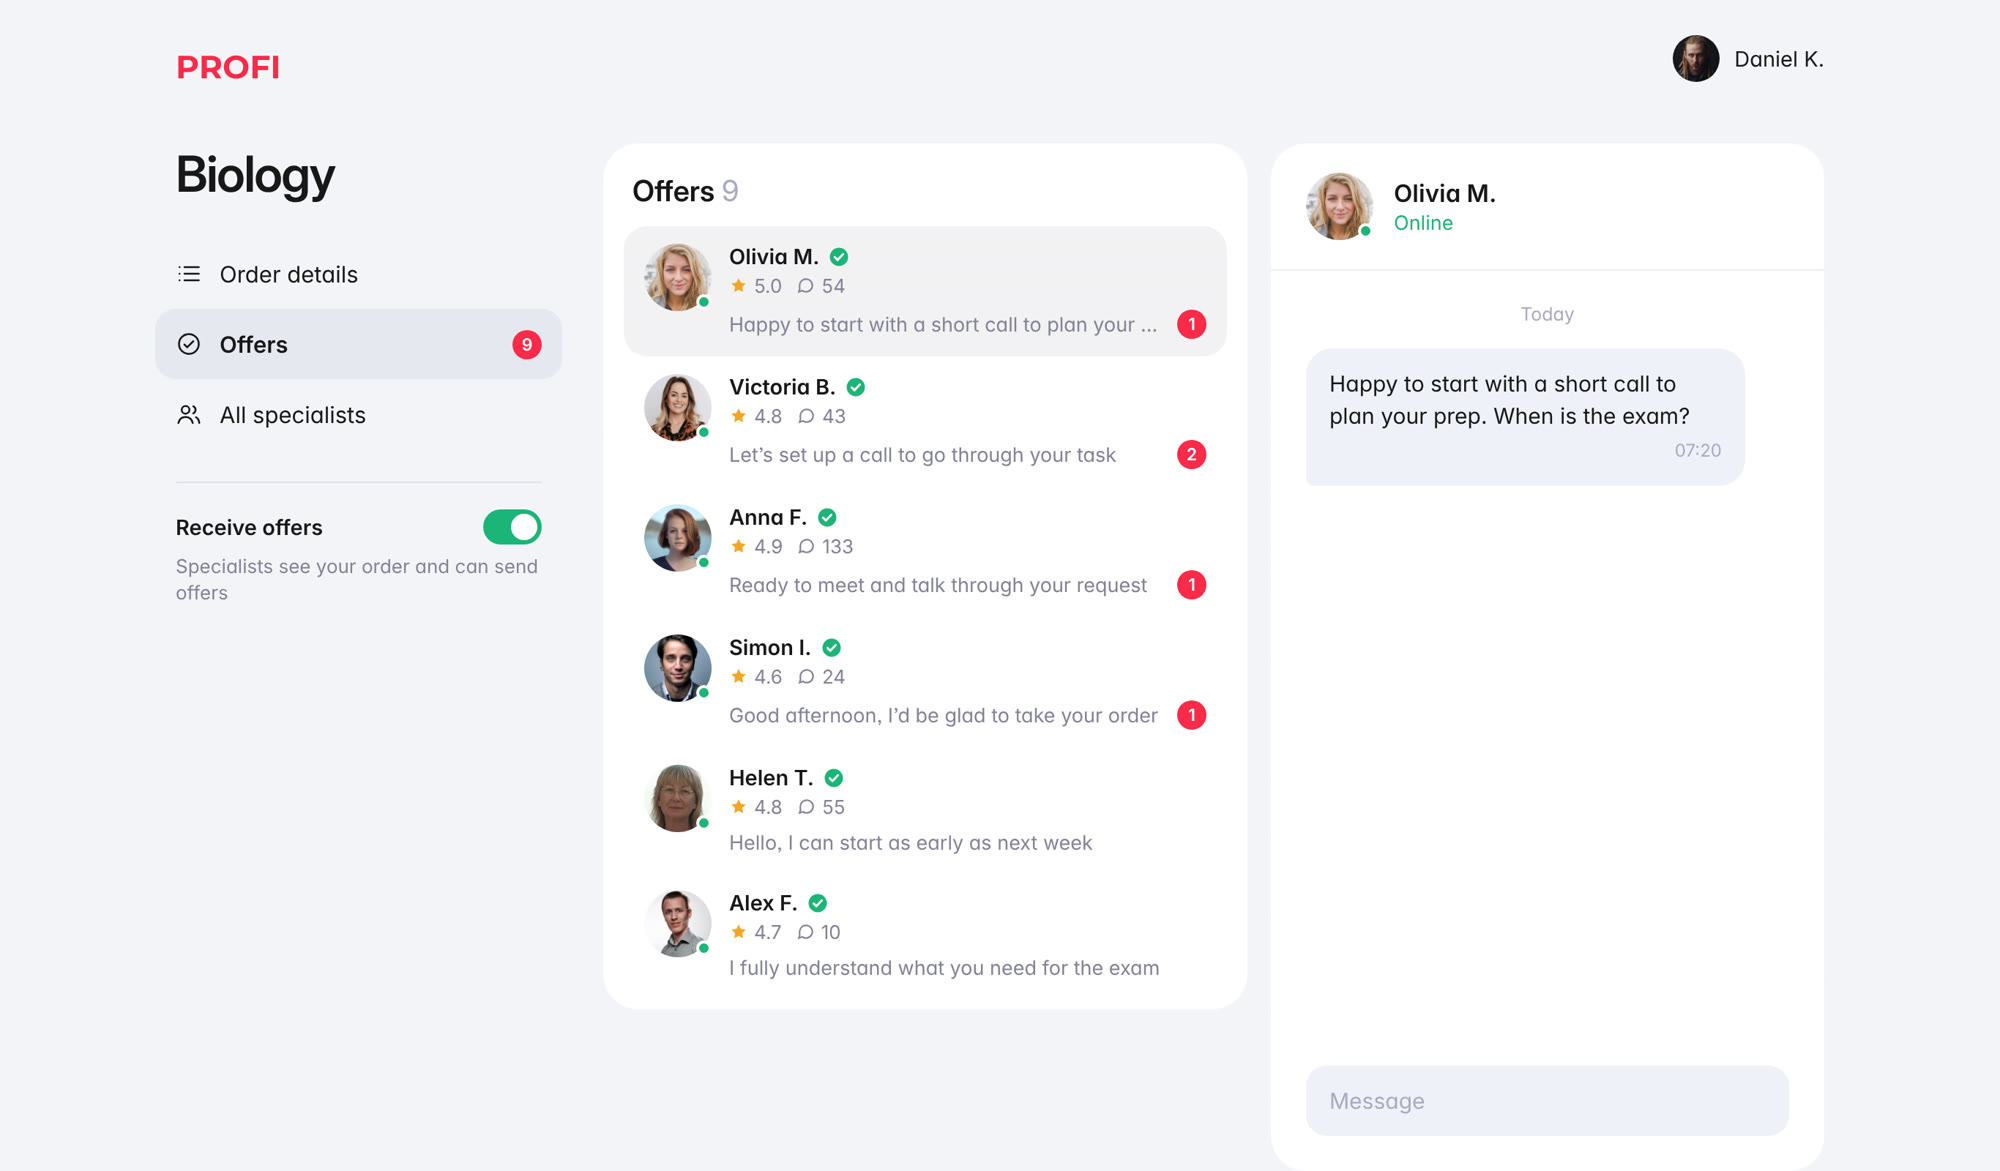 PROFI
Daniel K.
Biology
Order details
Offers 9
All specialists
Receive offers
Specialists see your order and can send
offers
Offers 9
Olivia M.
5.0 54
Happy to start with a short call to plan your ... 1
Victoria B.
4.8 43
Let’s set up a call to go through your task 2
Anna F.
4.9 133
Ready to meet and talk through your request 1
Simon I.
4.6 24
Good afternoon, I’d be glad to take your order 1
Helen T.
4.8 55
Hello, I can start as early as next week
Alex F.
4.7 10
I fully understand what you need for the exam
Olivia M.
Online
Today
Happy to start with a short call to
plan your prep. When is the exam?
07:20
Message